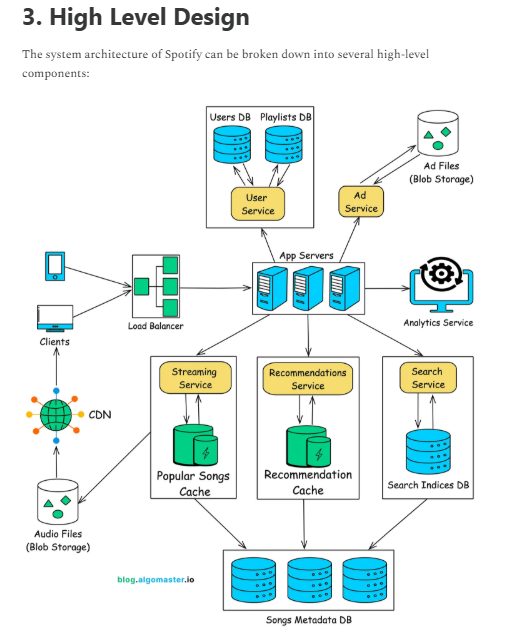 3. High Level Design
The system architecture of Spotify can be broken down into several high-level
components:
Users DB
Playlists DB
User
Service
Ad
Service
Ad Files
(Blob Storage)
App Servers
Load Balancer
Analytics Service
Clients
CDN
Streaming
Service
Recommendations
Service
Search
Service
Popular Songs
Cache
Recommendation
Cache
Search Indices DB
Audio Files
(Blob Storage)
blog.algomaster.io
Songs Metadata DB